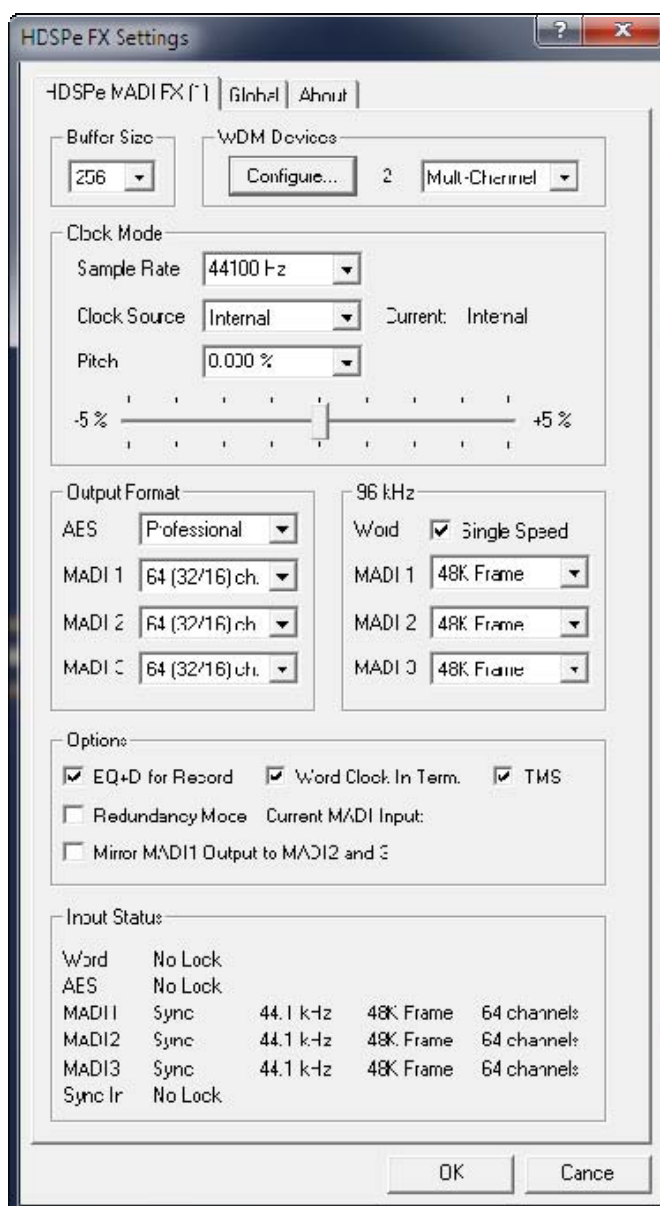 HDSPe FX Settings
HDSPe MADI FX (1) Global About
Buffer Size WDM Devices
256 Configure... 2 Multi-Channel
Clock Mode
Sample Rate 44100 Hz
Clock Source Internal Current: Internal
Pitch 0.000 %
-5 % +5 %
Output Format 96 kHz
AES Professional Word Single Speed
MADI 1 64 (32/16) ch. MADI 1 48K Frame
MADI 2 64 (32/16) ch. MADI 2 48K Frame
MADI 3 64 (32/16) ch. MADI 3 48K Frame
Options
EQ+D for Record Word Clock In Term. TMS
Redundancy Mode Current MADI Input:
Mirror MADI1 Output to MADI2 and 3
Input Status
Word No Lock
AES No Lock
MADI1 Sync 44.1 kHz 48K Frame 64 channels
MADI2 Sync 44.1 kHz 48K Frame 64 channels
MADI3 Sync 44.1 kHz 48K Frame 64 channels
Sync In No Lock
OK Cancel